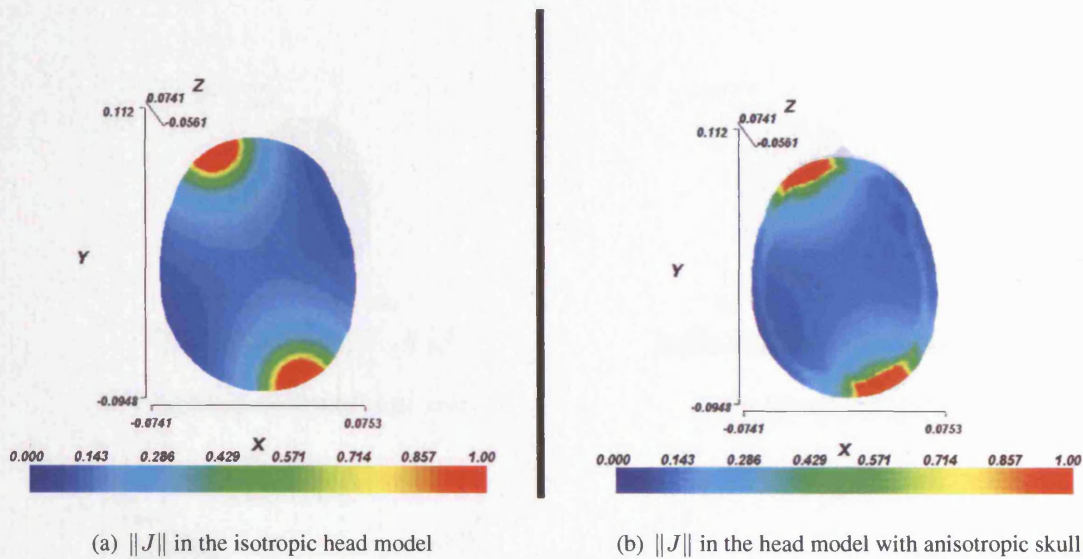 Z
0.0741
0.112
-0.0561
Y
-0.0948
-0.0741
0.0753
X
0.000 0.143 0.286 0.429 0.571 0.714 0.857 1.00
(a) ‖J‖ in the isotropic head model
Z
0.0741
0.112
-0.0561
Y
-0.0948
-0.0741
0.0753
X
0.000 0.143 0.286 0.429 0.571 0.714 0.857 1.00
(b) ‖J‖ in the head model with anisotropic skull